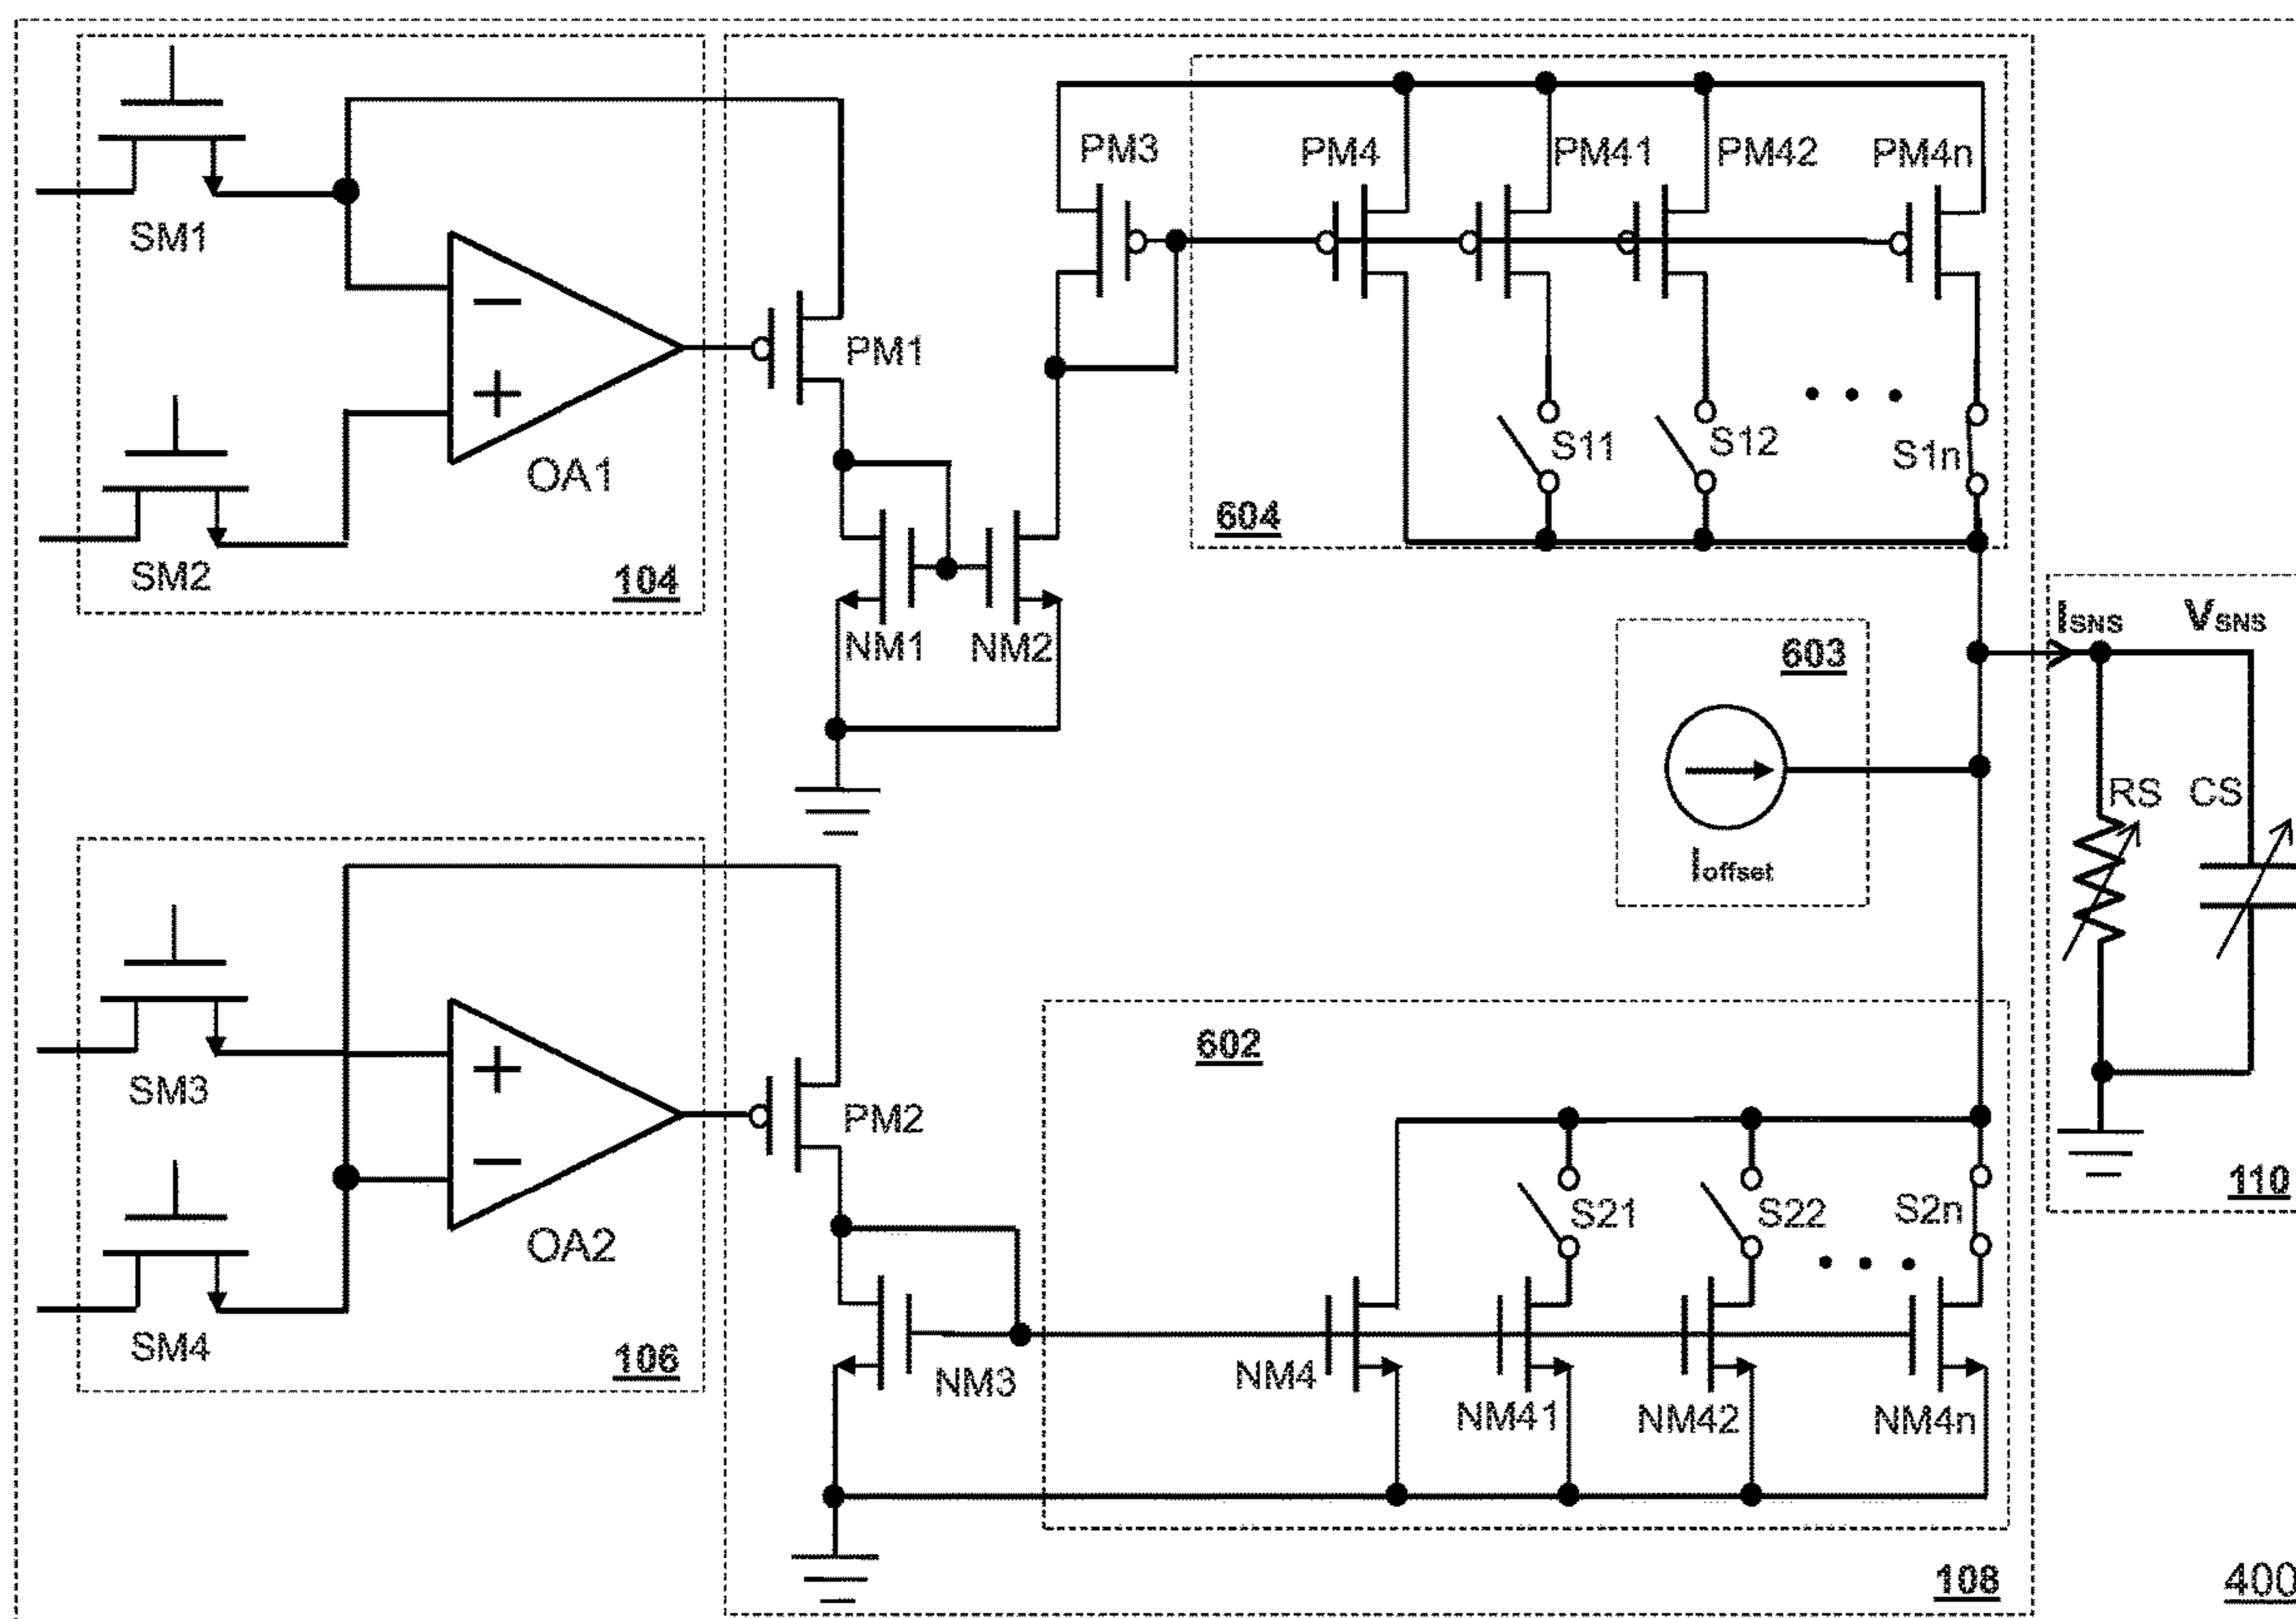 SM1
SM2
OA1
104
PM1
NM1
NM2
PM3
PM4
PM41
PM42
PM4n
S11
S12
S1n
604
603
Ioffset
ISNS
VSNS
RS
CS
110
SM3
SM4
OA2
106
PM2
NM3
602
S21
S22
S2n
NM4
NM41
NM42
NM4n
108
400